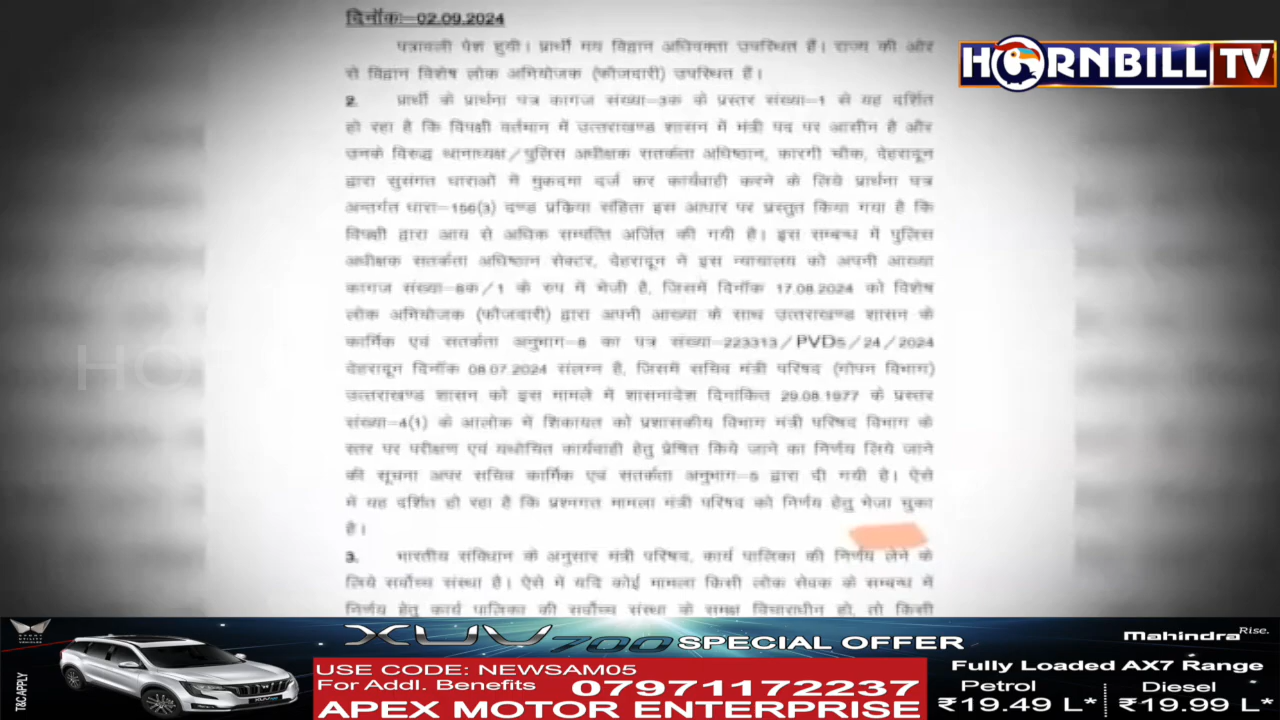 दिनॉंकः—02.09.2024
पत्रावली पेश हुयी। प्रार्थी मय विद्वान अधिवक्ता उपस्थित हैं। राज्य की ओर
से विद्वान विशेष लोक अभियोजक (फौजदारी) उपस्थित हैं।
2. प्रार्थी के प्रार्थना पत्र कागज संख्या—3क के प्रस्तर संख्या—1 से यह दर्शित
हो रहा है कि विपक्षी वर्तमान में उत्तराखण्ड शासन में मंत्री पद पर आसीन है और
उनके विरुद्ध थानाध्यक्ष/पुलिस अधीक्षक सतर्कता अधिष्ठान, कारगी चौक, देहरादून
द्वारा सुसंगत धाराओं में मुकदमा दर्ज कर कार्यवाही करने के लिये प्रार्थना पत्र
अन्तर्गत धारा—156(3) दण्ड प्रकिया संहिता इस आधार पर प्रस्तुत किया गया है कि
विपक्षी द्वारा आय से अधिक सम्पत्ति अर्जित की गयी है। इस सम्बन्ध में पुलिस
अधीक्षक सतर्कता अधिष्ठान सेक्टर, देहरादून ने इस न्यायालय को अपनी आख्या
कागज संख्या—8क/1 के रुप में भेजी है, जिसमें दिनॉंक 17.08.2024 को विशेष
लोक अभियोजक (फौजदारी) द्वारा अपनी आख्या के साथ उत्तराखण्ड शासन के
कार्मिक एवं सतर्कता अनुभाग—5 का पत्र संख्या—223313/PVD5/24/2024
देहरादून दिनॉंक 08.07.2024 संलग्न है, जिसमें सचिव मंत्री परिषद (गोपन विभाग)
उत्तराखण्ड शासन को इस मामले में शासनादेश दिनांकित 29.08.1977 के प्रस्तर
संख्या—4(1) के आलोक में शिकायत को प्रशासकीय विभाग मंत्री परिषद विभाग के
स्तर पर परीक्षण एवं यथोचित कार्यवाही हेतु प्रेषित किये जाने का निर्णय लिये जाने
की सूचना अपर सचिव कार्मिक एवं सतर्कता अनुभाग—5 द्वारा दी गयी है। ऐसे
में यह दर्शित हो रहा है कि प्रश्नगत मामला मंत्री परिषद को निर्णय हेतु भेजा चुका
है।
3. भारतीय संविधान के अनुसार मंत्री परिषद, कार्य पालिका की निर्णय लेने के
लिये सर्वोच्च संस्था है। ऐसे में यदि कोई मामला किसी लोक सेवक के सम्बन्ध में
निर्णय हेतु कार्य पालिका की सर्वोच्च संस्था के समक्ष विचाराधीन हो, तो किसी
HORNBILL TV
XUV700 SPECIAL OFFER
Mahindra Rise.
USE CODE: NEWSAM05
For Addl. Benefits 07971172237
APEX MOTOR ENTERPRISE
Fully Loaded AX7 Range
Petrol Diesel
₹19.49 L* ₹19.99 L*
T&C APPLY